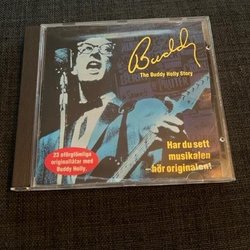 Buddy
The Buddy Holly Story
Har du sett
musikalen
–hör originalen!
23 oförglömliga
originallåtar med
Buddy Holly.